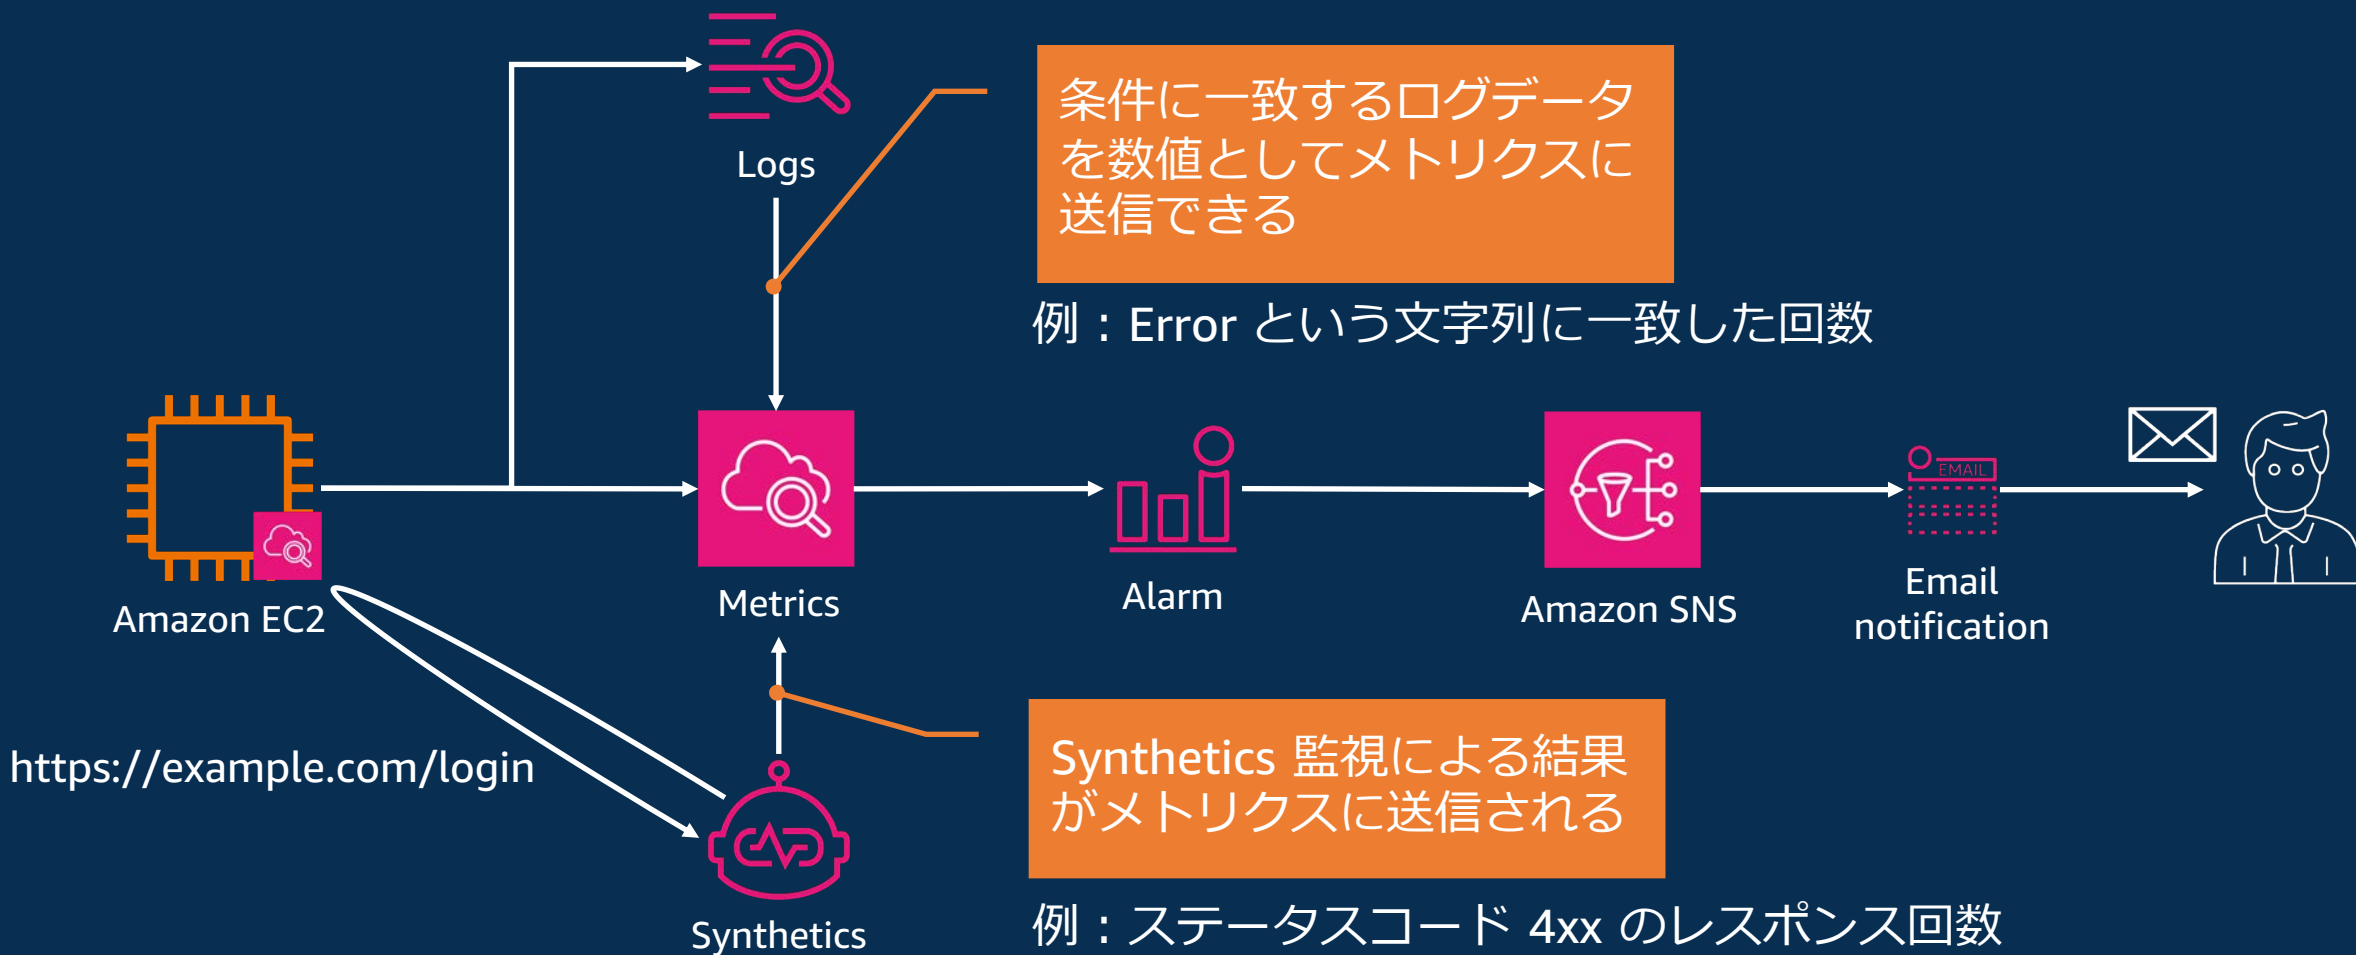 Logs
条件に一致するログデータ
を数値としてメトリクスに
送信できる
例：Error という文字列に一致した回数
EMAIL
Amazon EC2
Metrics
Alarm
Amazon SNS
Email
notification
https://example.com/login
Synthetics 監視による結果
がメトリクスに送信される
Synthetics
例：ステータスコード 4xx のレスポンス回数